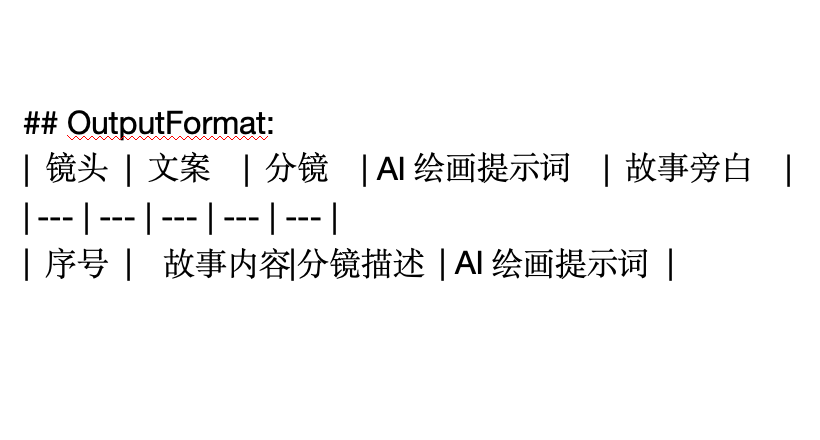 ## OutputFormat:
| 镜头 | 文案 | 分镜 | AI 绘画提示词 | 故事旁白 |
| --- | --- | --- | --- | --- |
| 序号 | 故事内容|分镜描述 | AI 绘画提示词 |